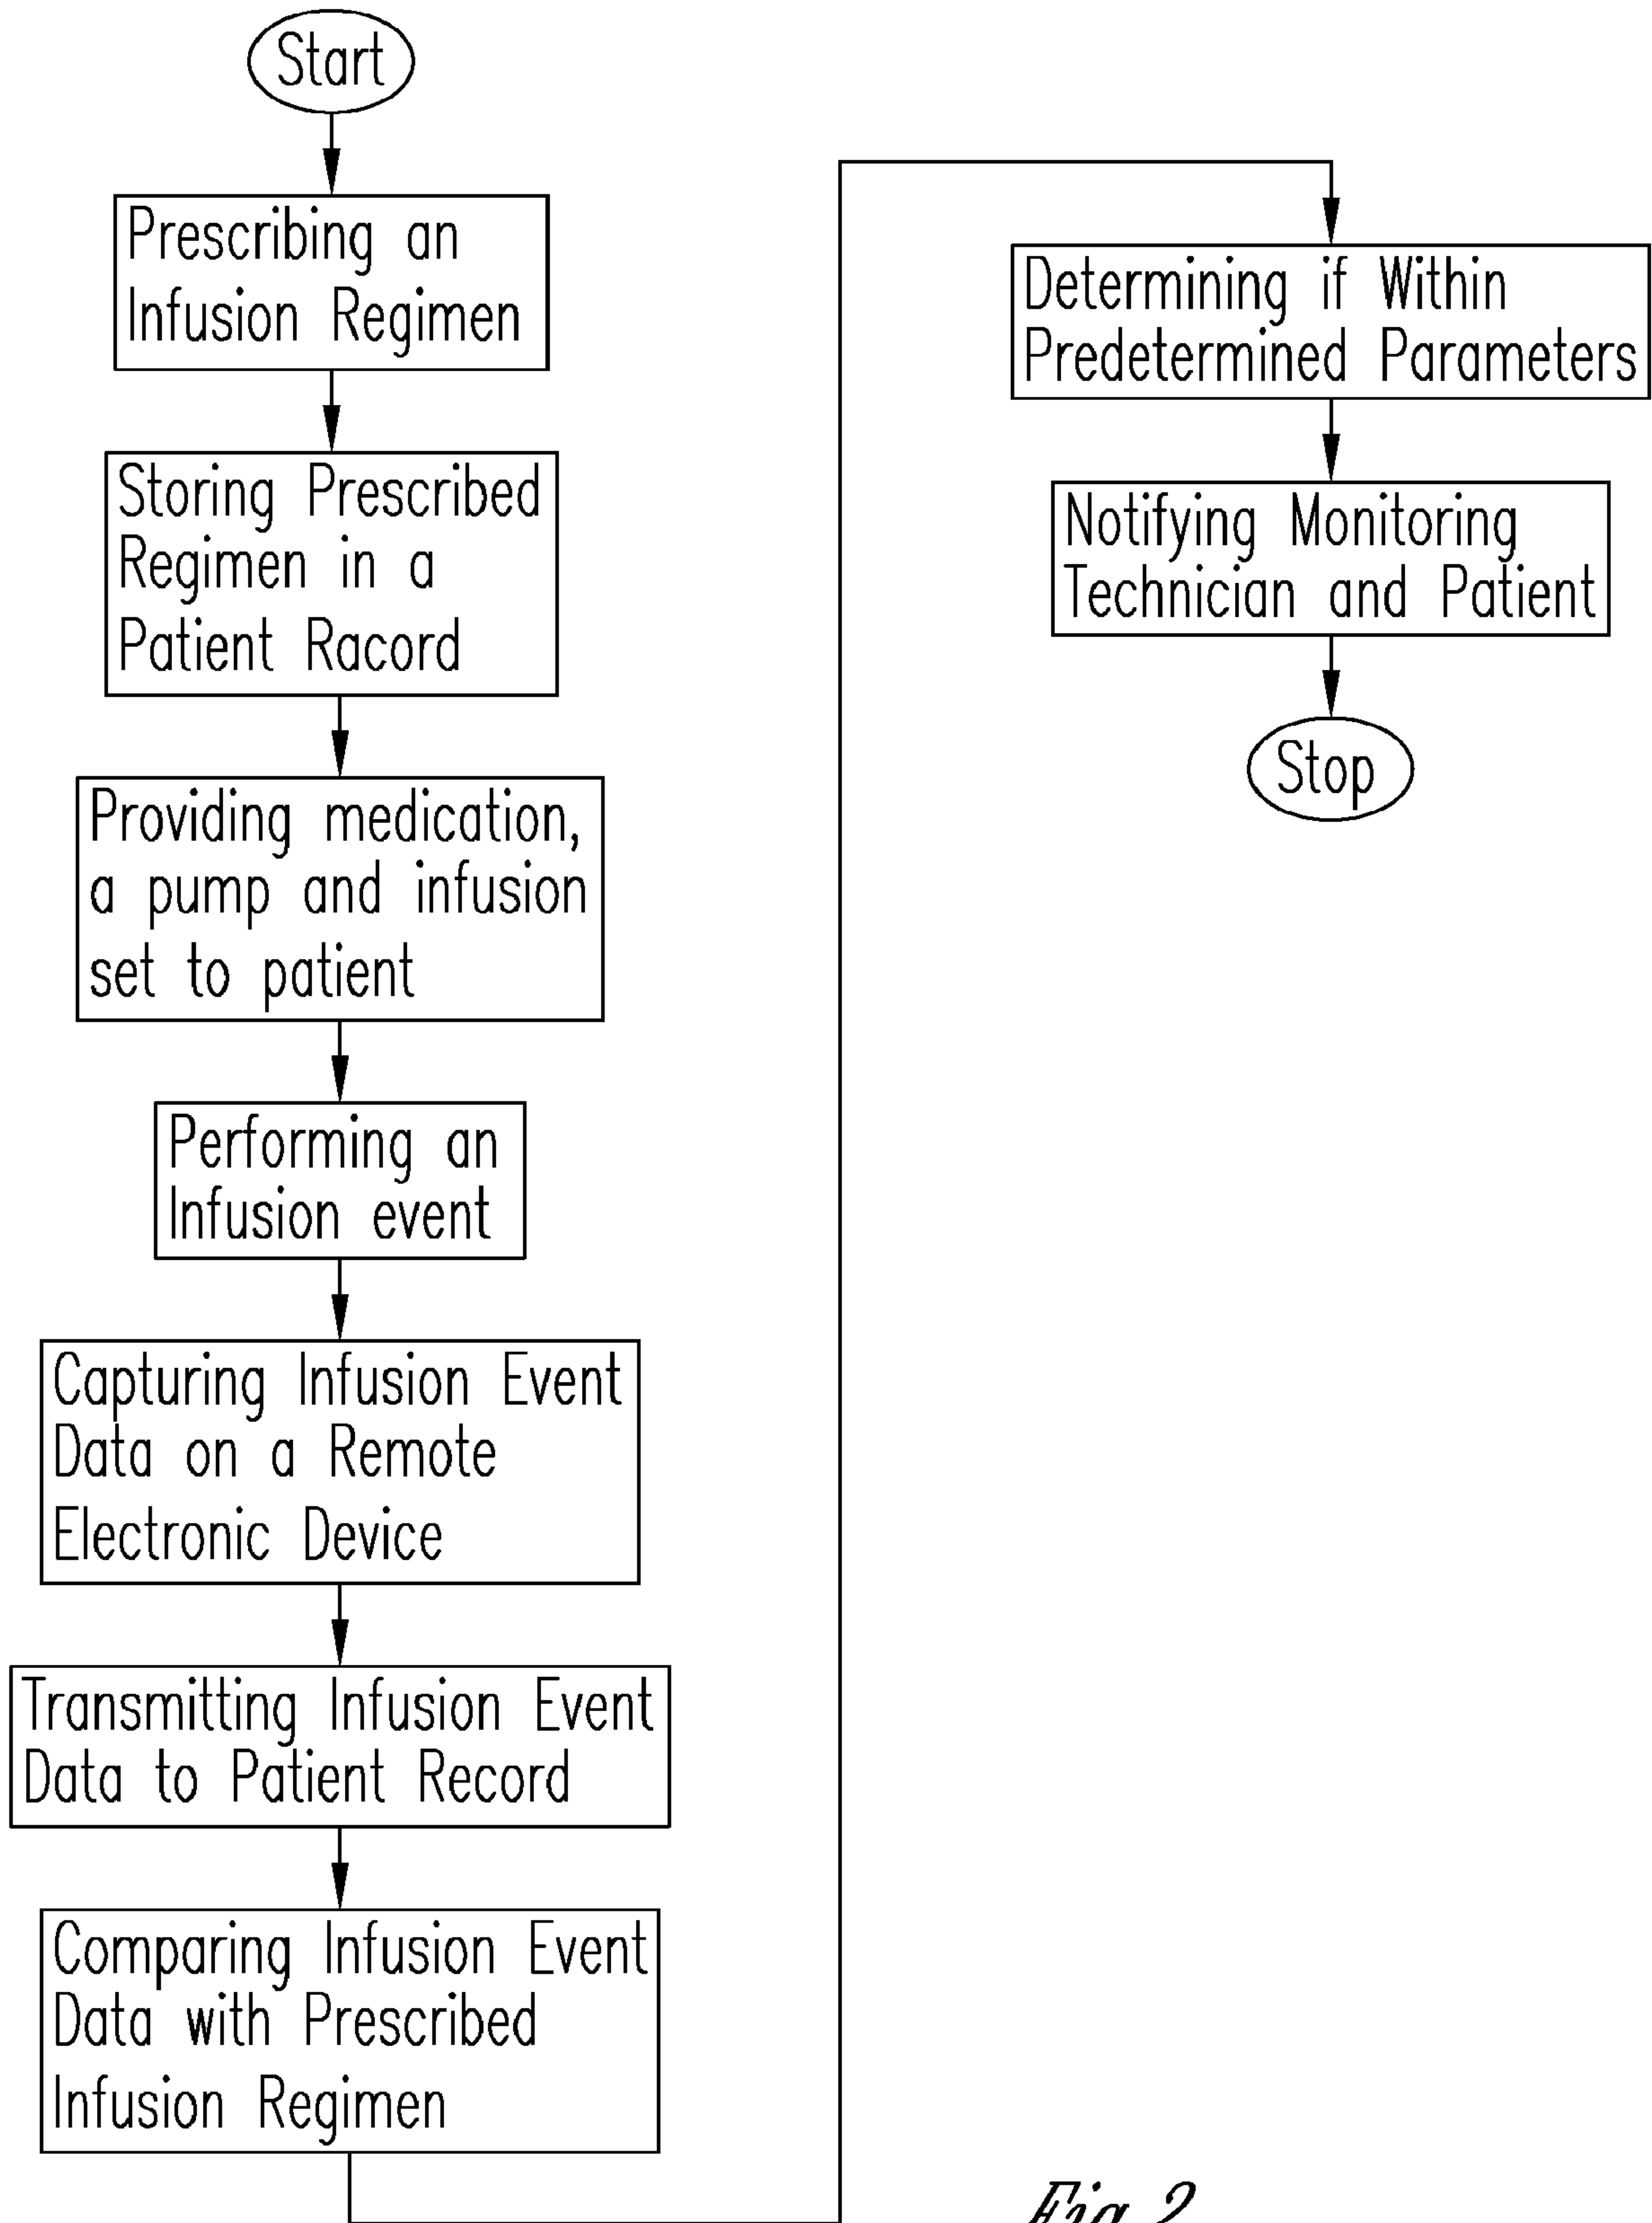 Start
Prescribing an
Infusion Regimen
Storing Prescribed
Regimen in a
Patient Racord
Providing medication,
a pump and infusion
set to patient
Performing an
Infusion event
Capturing Infusion Event
Data on a Remote
Electronic Device
Transmitting Infusion Event
Data to Patient Record
Comparing Infusion Event
Data with Prescribed
Infusion Regimen
Determining if Within
Predetermined Parameters
Notifying Monitoring
Technician and Patient
Stop
Fig.2